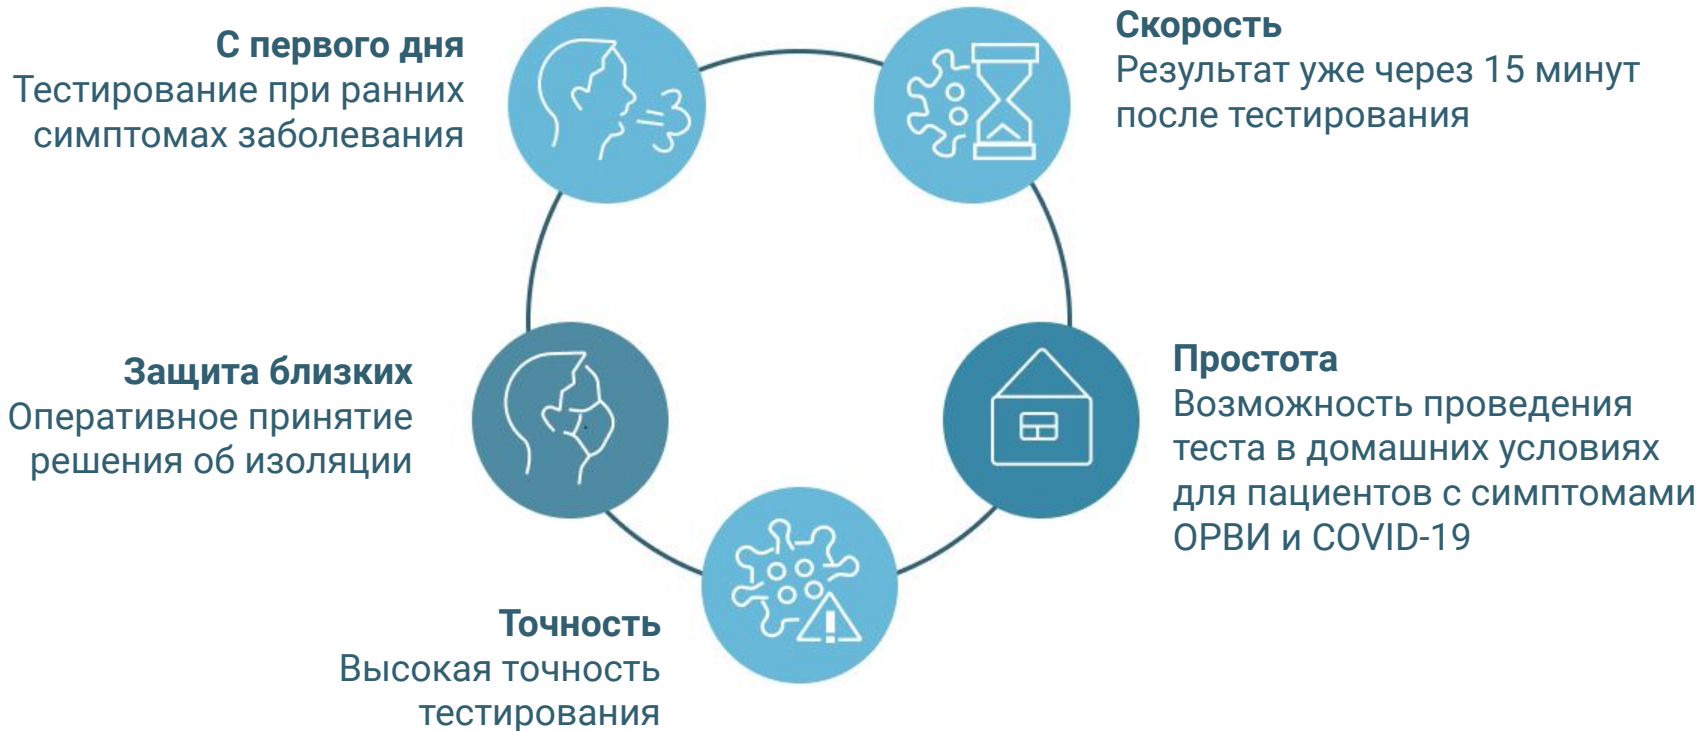 С первого дня
Тестирование при ранних
симптомах заболевания
Скорость
Результат уже через 15 минут
после тестирования
Защита близких
Оперативное принятие
решения об изоляции
Простота
Возможность проведения
теста в домашних условиях
для пациентов с симптомами
ОРВИ и COVID-19
Точность
Высокая точность
тестирования